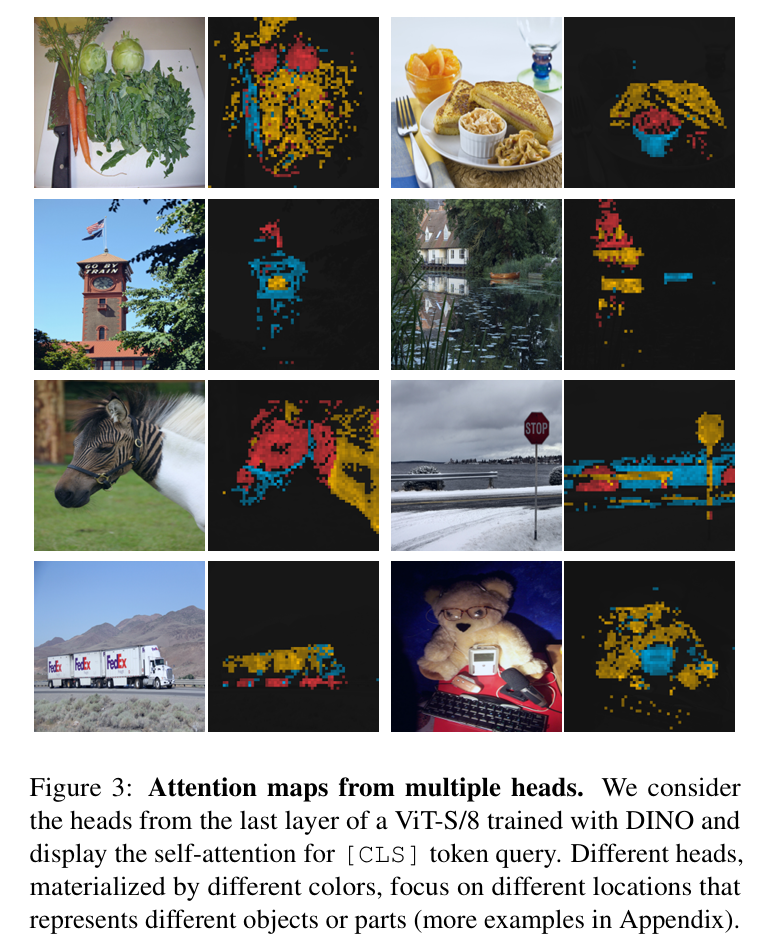 GO BY
TRAIN
STOP
FedEx FedEx FedEx
Figure 3: Attention maps from multiple heads. We consider
the heads from the last layer of a ViT-S/8 trained with DINO and
display the self-attention for [CLS] token query. Different heads,
materialized by different colors, focus on different locations that
represents different objects or parts (more examples in Appendix).